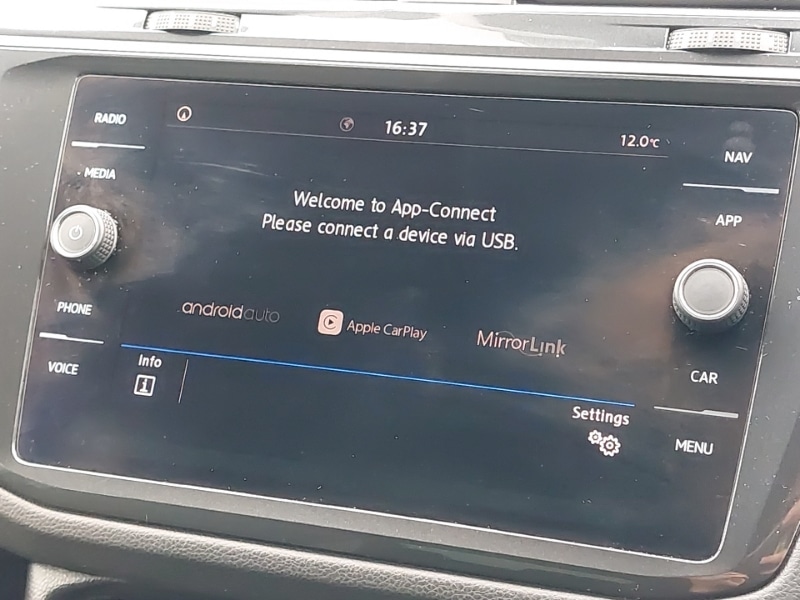 RADIO
MEDIA
PHONE
VOICE
16:37
12.0°C
Welcome to App-Connect
Please connect a device via USB.
androidauto
Apple CarPlay
MirrorLink
Info
i
Settings
NAV
APP
CAR
MENU